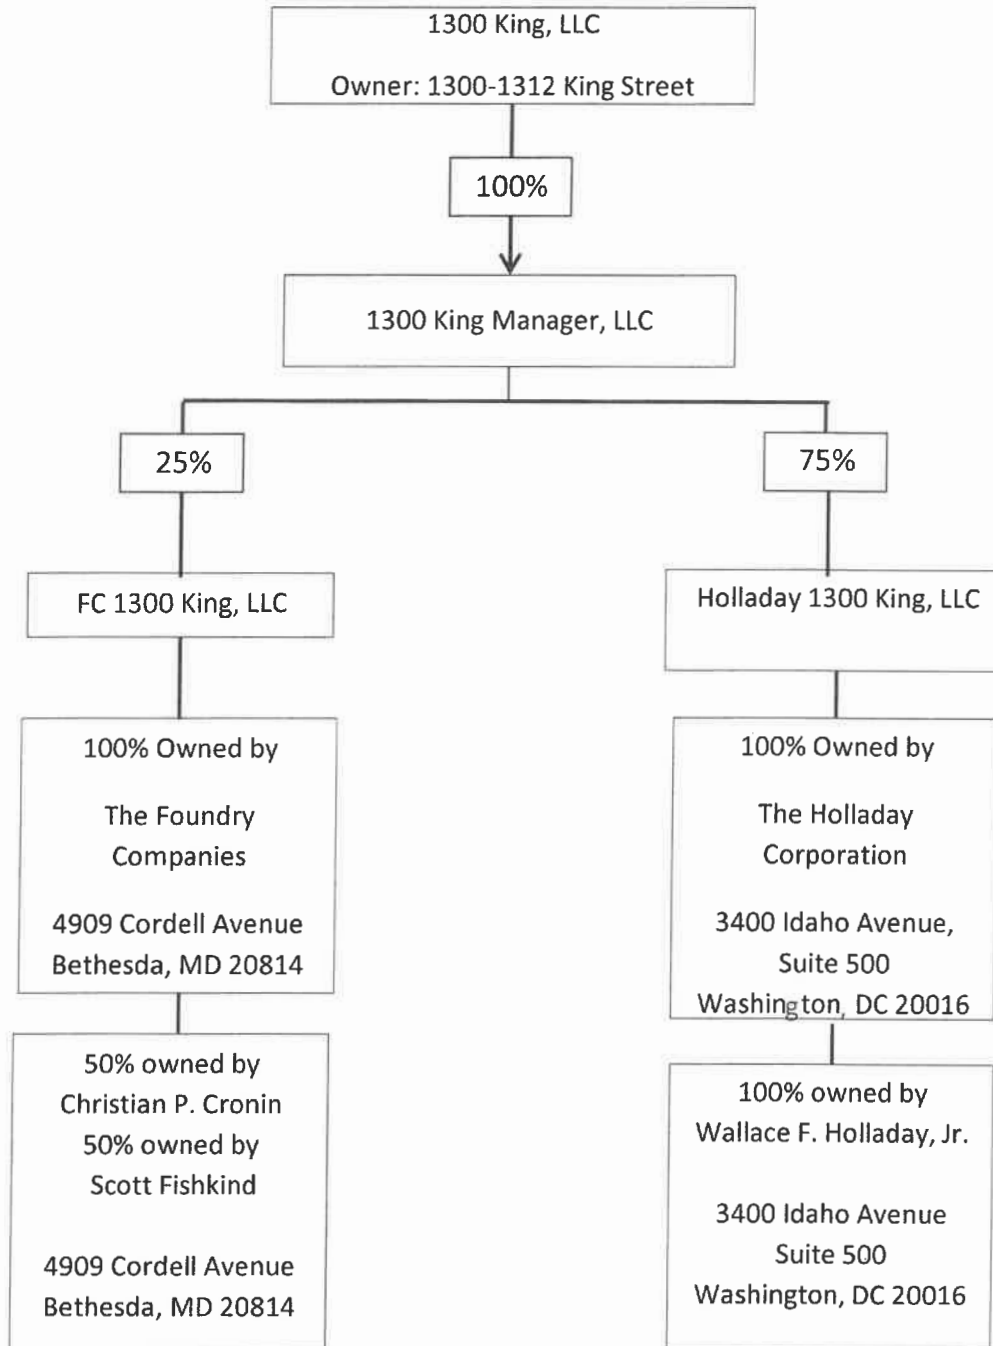 1300 King, LLC
Owner: 1300-1312 King Street
100%
1300 King Manager, LLC
25%
75%
FC 1300 King, LLC
Holladay 1300 King, LLC
100% Owned by
The Foundry
Companies
4909 Cordell Avenue
Bethesda, MD 20814
100% Owned by
The Holladay
Corporation
3400 Idaho Avenue,
Suite 500
Washington, DC 20016
50% owned by
Christian P. Cronin
50% owned by
Scott Fishkind
4909 Cordell Avenue
Bethesda, MD 20814
100% owned by
Wallace F. Holladay, Jr.
3400 Idaho Avenue
Suite 500
Washington, DC 20016